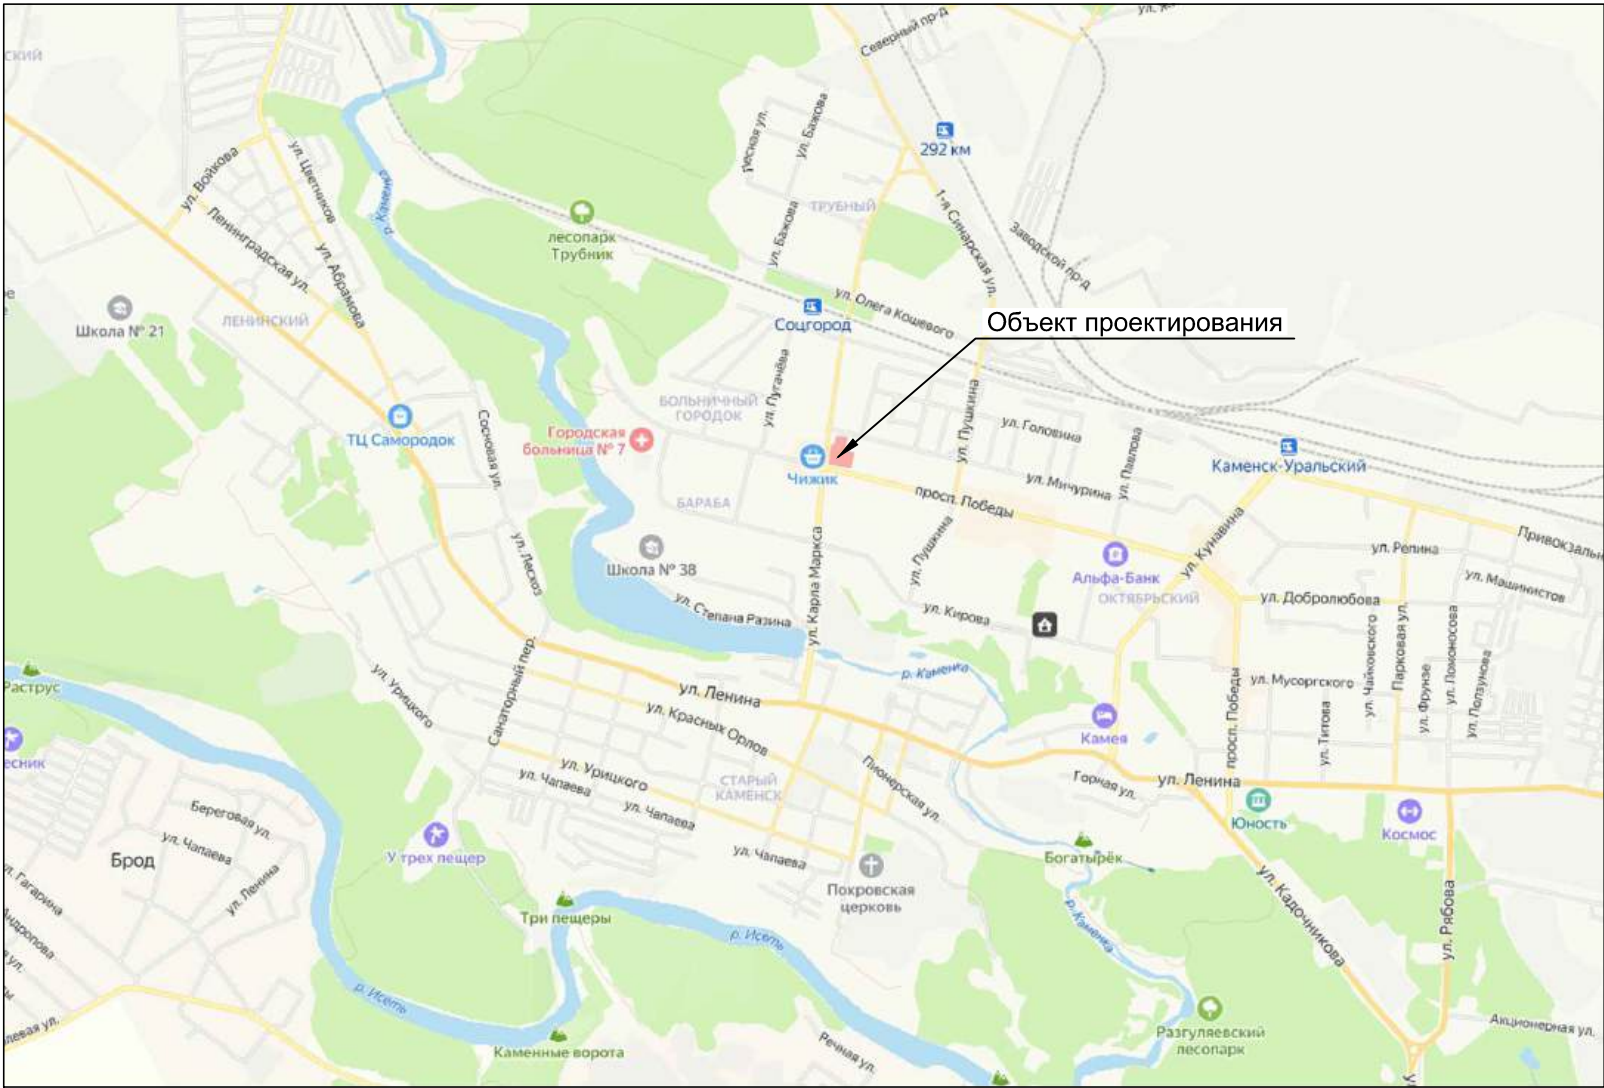 Северный пр-д
СКИЙ
292 км
Лесная ул.
ул. Бажова
ул. Войкова
ул. Цветников
р. Каменка
ТРУБНЫЙ
1-я Синарская ул.
Заводской пр-д
лесопарк
Трубник
ул. Бажова
Ленинградская ул.
ул. Абрамова
ул. Олега Кошевого
Школа № 21
ЛЕНИНСКИЙ
Соцгород
Объект проектирования
ул. Пугачёва
БОЛЬНИЧНЫЙ
ГОРОДОК
ул. Пушкина
ул. Головина
ТЦ Самородок
Сосновая ул.
Городская
больница № 7
ул. Павлова
Каменск-Уральский
Чижик
ул. Мичурина
БАРАБА
просп. Победы
ул. Кунавина
Привокзальн
ул. Карла Маркса
ул. Пушкина
ул. Репина
ул. Лесхоз
Школа № 38
Альфа-Банк
ОКТЯБРЬСКИЙ
ул. Машинистов
ул. Степана Разина
ул. Кирова
ул. Добролюбова
ул. Чайковского
Парковая ул.
ул. Ломоносова
Раструс
ул. Урицкого
Санаторный пер.
ул. Ленина
р. Каменка
просп. Победы
ул. Мусоргского
ул. Титова
ул. Фрунзе
ул. Ползунова
ул. Красных Орлов
Камея
есник
ул. Урицкого
ул. Чапаева
СТАРЫЙ
КАМЕНСК
Пионерская ул.
Горная ул.
ул. Ленина
Береговая ул.
ул. Чапаева
Юность
Космос
ул. Чапаева
Брод
У трех пещер
ул. Чапаева
Богатырёк
ул. Ленина
Покровская
церковь
ул. Кадочникова
ул. Рябова
ул. Гагарина
Три пещеры
р. Исеть
р. Каменка
Андропова
р. Исеть
Разгуляевский
лесопарк
Акционерная ул.
левая ул.
Каменные ворота
Речная ул.